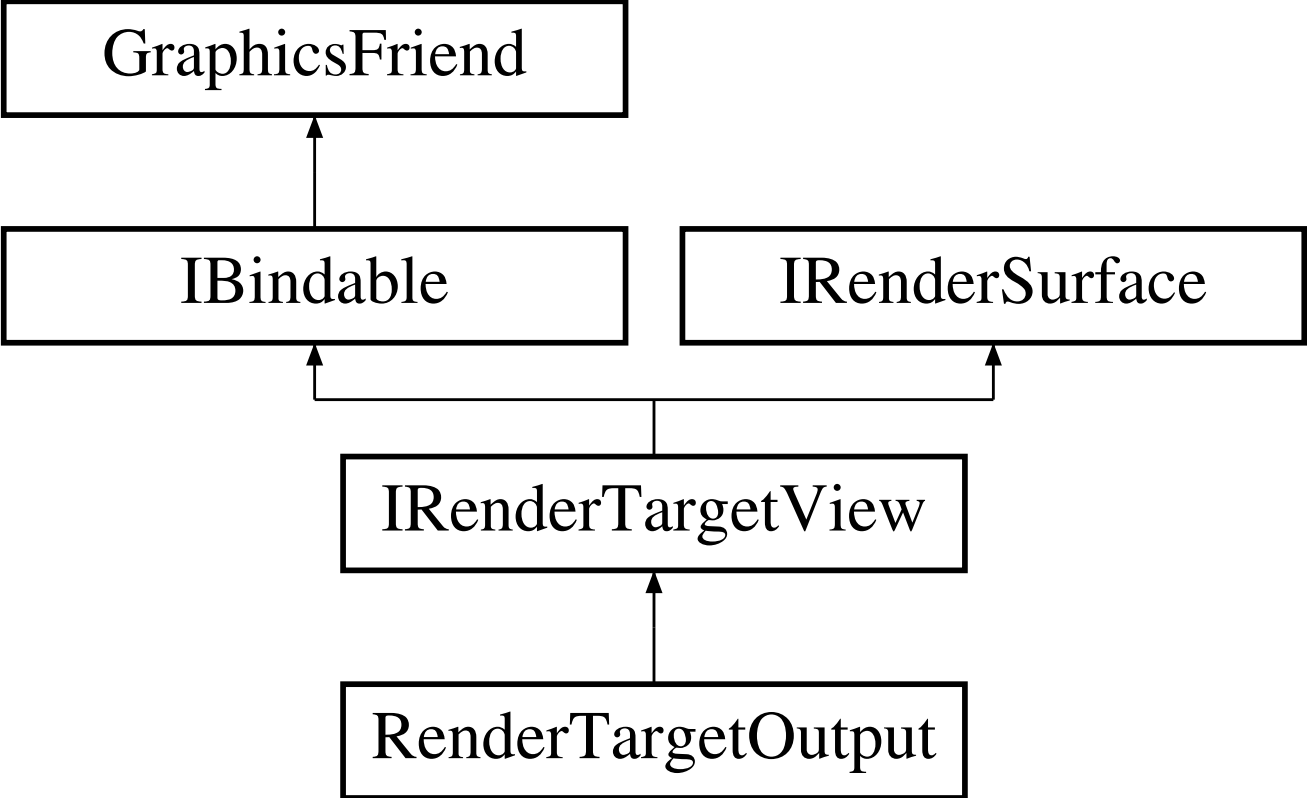 GraphicsFriend
IBindable
IRenderSurface
IRenderTargetView
RenderTargetOutput